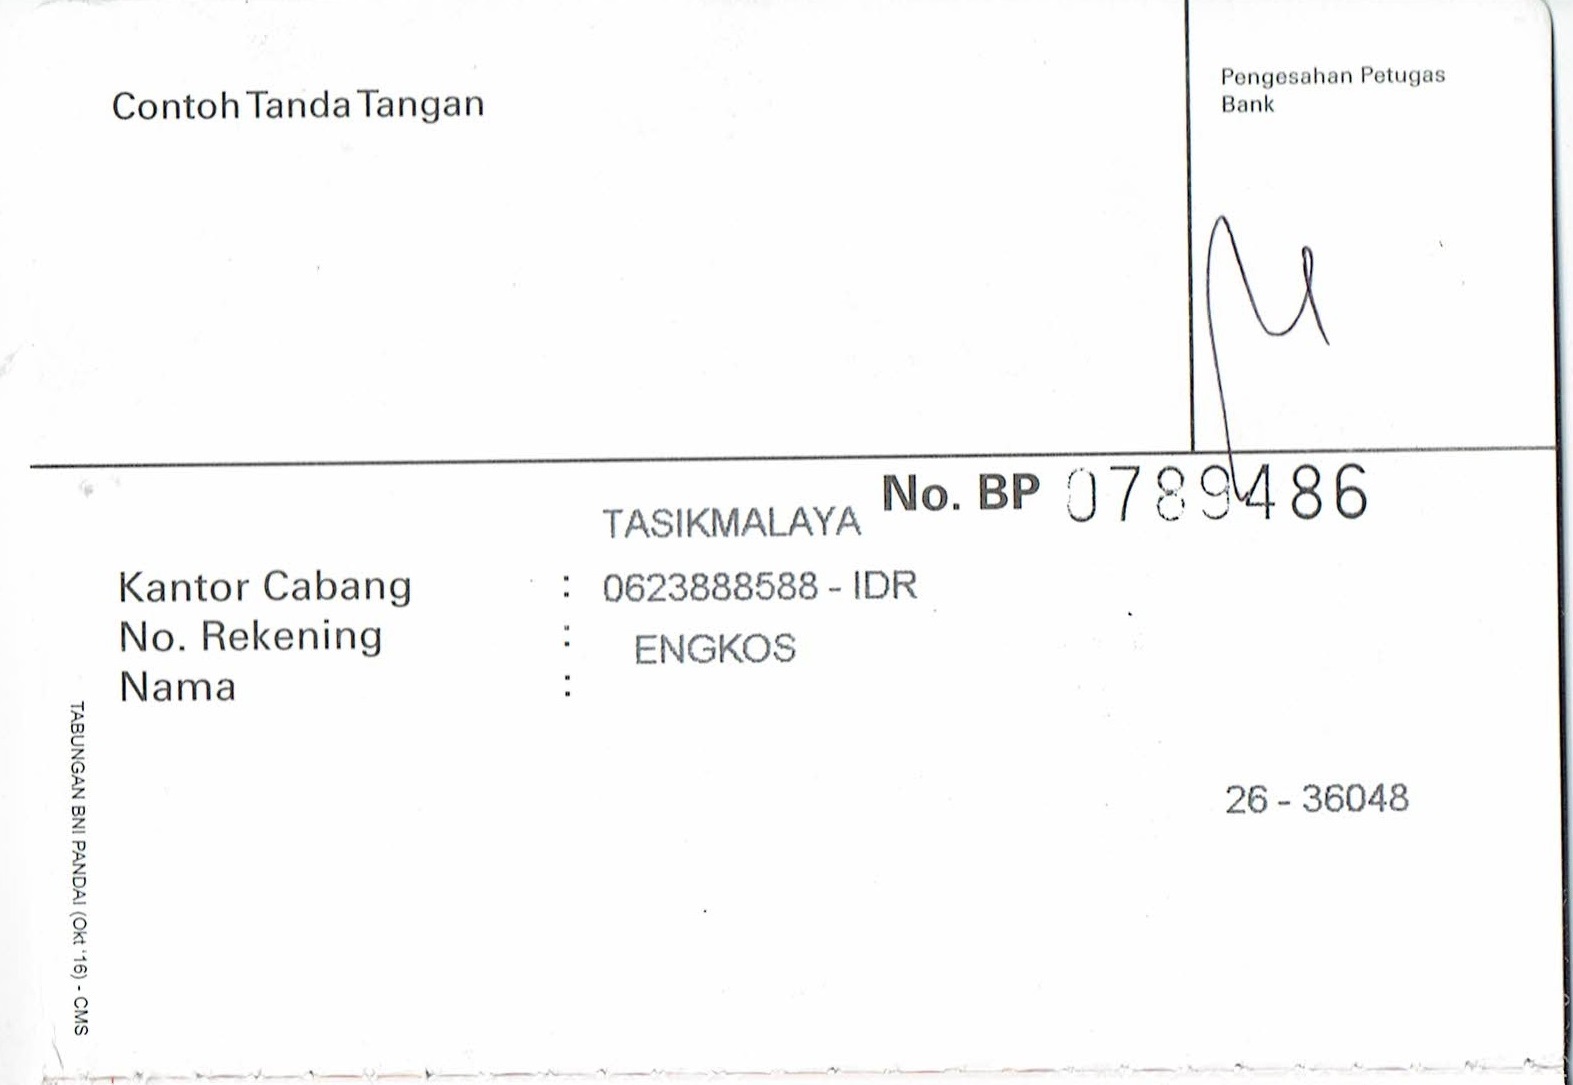 Contoh Tanda Tangan
Pengesahan Petugas
Bank
No. BP 0789486
TASIKMALAYA
Kantor Cabang : 0623888588 - IDR
No. Rekening : ENGKOS
Nama :
26 - 36048
TABUNGAN BNI PANDAI (Okt '16) - CMS